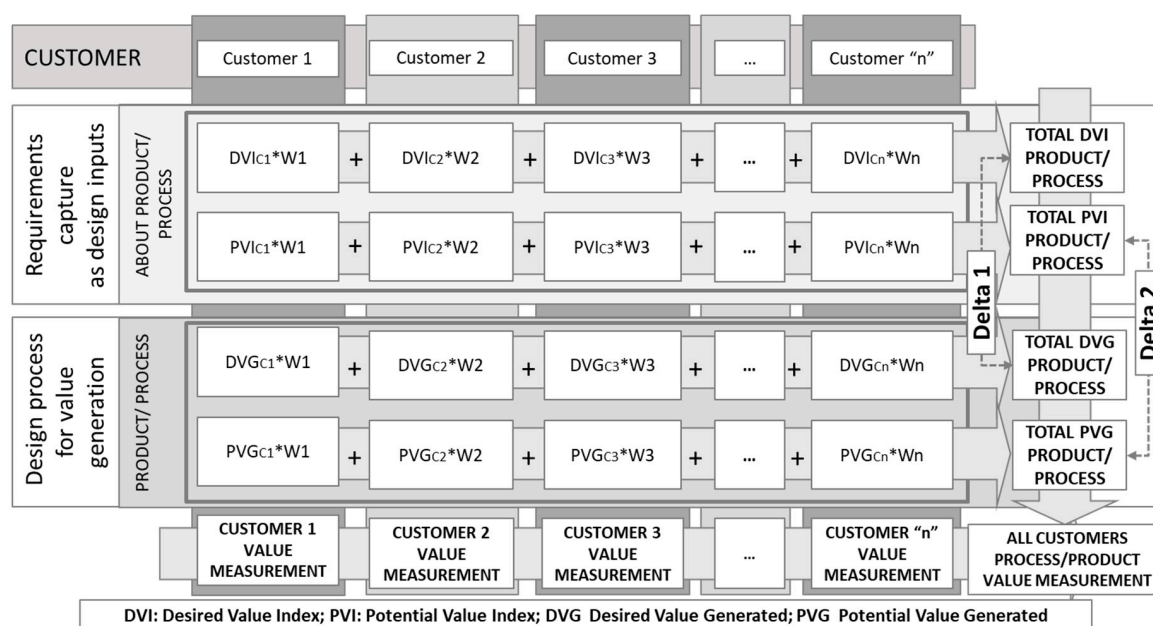 CUSTOMER
Customer 1
Customer 2
Customer 3
...
Customer “n”
Requirements
capture
as design inputs
ABOUT PRODUCT/
PROCESS
DVIC1*W1 + DVIC2*W2 + DVIC3*W3 + ... + DVICn*Wn
TOTAL DVI
PRODUCT/
PROCESS
PVIC1*W1 + PVIC2*W2 + PVIC3*W3 + ... + PVICn*Wn
TOTAL PVI
PRODUCT/
PROCESS
Delta 1
Delta 2
Design process
for value
generation
PRODUCT/ PROCESS
DVGC1*W1 + DVGC2*W2 + DVGC3*W3 + ... + DVGCn*Wn
TOTAL DVG
PRODUCT/
PROCESS
PVGC1*W1 + PVGC2*W2 + PVGC3*W3 + ... + PVGCn*Wn
TOTAL PVG
PRODUCT/
PROCESS
CUSTOMER 1
VALUE
MEASUREMENT
CUSTOMER 2
VALUE
MEASUREMENT
CUSTOMER 3
VALUE
MEASUREMENT
...
CUSTOMER “n”
VALUE
MEASUREMENT
ALL CUSTOMERS
PROCESS/PRODUCT
VALUE MEASUREMENT
DVI: Desired Value Index; PVI: Potential Value Index; DVG Desired Value Generated; PVG Potential Value Generated